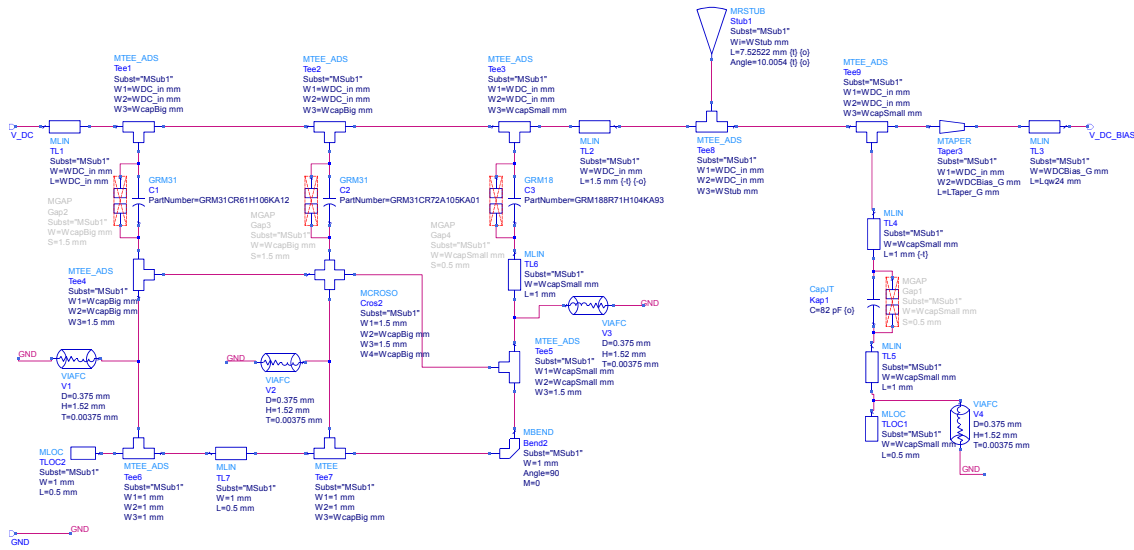 MRSTUB
Stub1
Subst="MSub1"
Wi=WStub mm
L=7.52522 mm {t} {o}
Angle=10.0054 {t} {o}
MTEE_ADS
Tee1
Subst="MSub1"
W1=WDC_in mm
W2=WDC_in mm
W3=WcapBig mm
MTEE_ADS
Tee2
Subst="MSub1"
W1=WDC_in mm
W2=WDC_in mm
W3=WcapBig mm
MTEE_ADS
Tee3
Subst="MSub1"
W1=WDC_in mm
W2=WDC_in mm
W3=WcapSmall mm
MTEE_ADS
Tee9
Subst="MSub1"
W1=WDC_in mm
W2=WDC_in mm
W3=WcapSmall mm
V_DC
MLIN
TL1
Subst="MSub1"
W=WDC_in mm
L=WDC_in mm
MLIN
TL2
Subst="MSub1"
W=WDC_in mm
L=1.5 mm {-t} {-o}
MTEE_ADS
Tee8
Subst="MSub1"
W1=WDC_in mm
W2=WDC_in mm
W3=WStub mm
MTAPER
Taper3
Subst="MSub1"
W1=WDC_in mm
W2=WDCBias_G mm
L=LTaper_G mm
MLIN
TL3
Subst="MSub1"
W=WDCBias_G mm
L=Lqw24 mm
V_DC_BIAS
GRM31
C1
PartNumber=GRM31CR61H106KA12
MGAP
Gap2
Subst="MSub1"
W=WcapBig mm
S=1.5 mm
GRM31
C2
PartNumber=GRM31CR72A105KA01
MGAP
Gap3
Subst="MSub1"
W=WcapBig mm
S=1.5 mm
GRM18
C3
PartNumber=GRM188R71H104KA93
MGAP
Gap4
Subst="MSub1"
W=WcapSmall mm
S=0.5 mm
MLIN
TL4
Subst="MSub1"
W=WcapSmall mm
L=1 mm {-t}
MTEE_ADS
Tee4
Subst="MSub1"
W1=WcapBig mm
W2=WcapBig mm
W3=1.5 mm
MCROSO
Cros2
Subst="MSub1"
W1=1.5 mm
W2=WcapBig mm
W3=1.5 mm
W4=WcapBig mm
MLIN
TL6
Subst="MSub1"
W=WcapSmall mm
L=1 mm
GND
VIAFC
V3
D=0.375 mm
H=1.52 mm
T=0.00375 mm
CapJT
Kap1
C=82 pF {o}
MGAP
Gap1
Subst="MSub1"
W=WcapSmall mm
S=0.5 mm
GND
VIAFC
V1
D=0.375 mm
H=1.52 mm
T=0.00375 mm
GND
VIAFC
V2
D=0.375 mm
H=1.52 mm
T=0.00375 mm
MTEE_ADS
Tee5
Subst="MSub1"
W1=WcapSmall mm
W2=WcapSmall mm
W3=1.5 mm
MLIN
TL5
Subst="MSub1"
W=WcapSmall mm
L=1 mm
MLOC
TLOC1
Subst="MSub1"
W=WcapSmall mm
L=0.5 mm
VIAFC
V4
D=0.375 mm
H=1.52 mm
T=0.00375 mm
GND
MLOC
TLOC2
Subst="MSub1"
W=1 mm
L=0.5 mm
MTEE_ADS
Tee6
Subst="MSub1"
W1=1 mm
W2=1 mm
W3=1 mm
MLIN
TL7
Subst="MSub1"
W=1 mm
L=0.5 mm
MTEE
Tee7
Subst="MSub1"
W1=1 mm
W2=1 mm
W3=WcapBig mm
MBEND
Bend2
Subst="MSub1"
W=1 mm
Angle=90
M=0
GND
GND